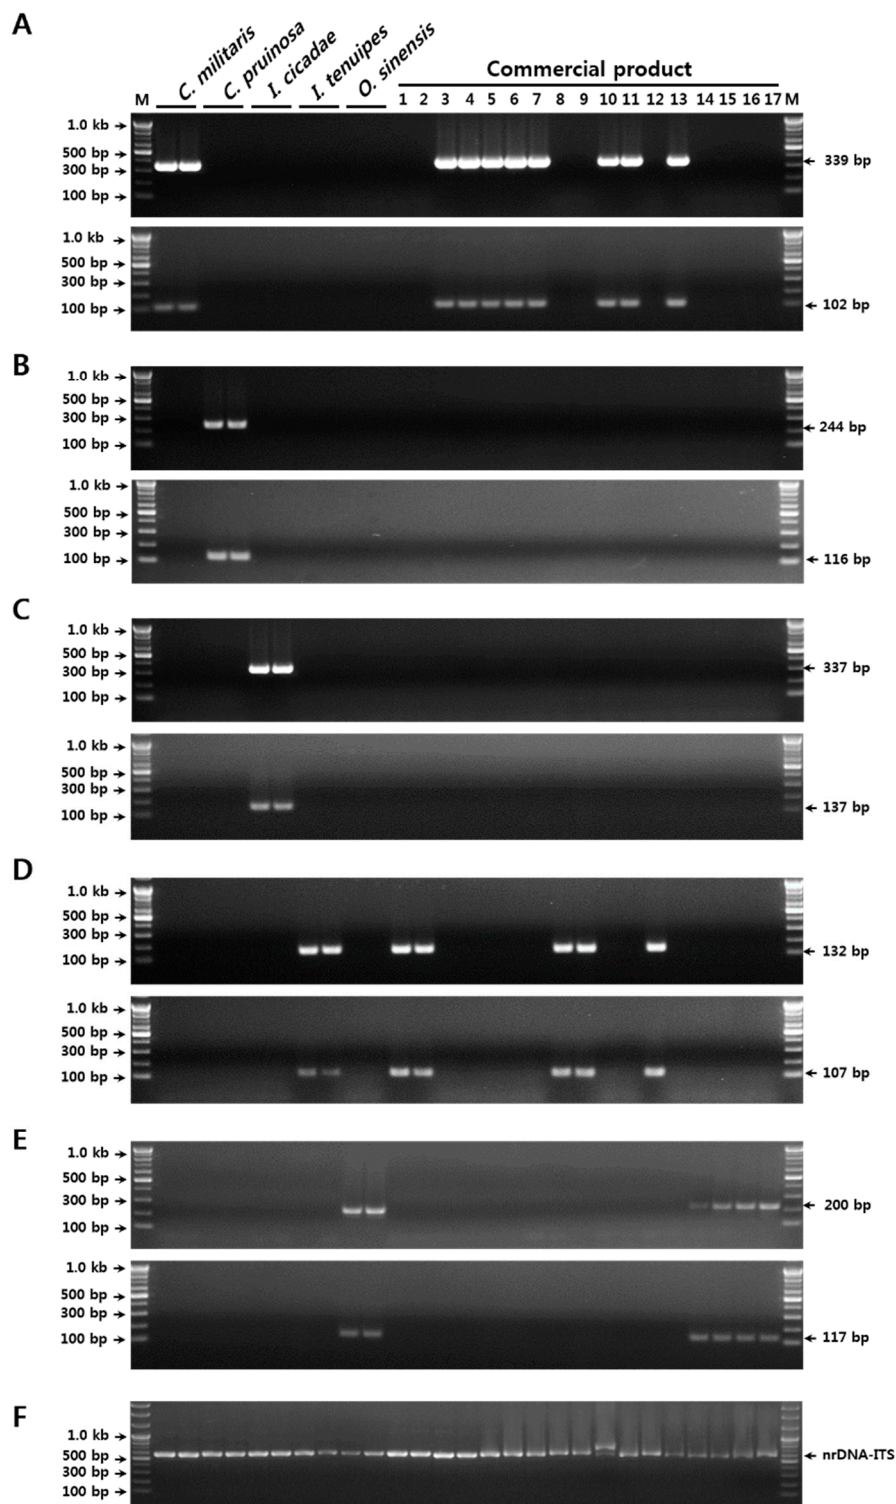 A
C. militaris
C. pruinosa
I. cicadae
I. tenuipes
O. sinensis
Commercial product
M 1 2 3 4 5 6 7 8 9 10 11 12 13 14 15 16 17 M
1.0 kb
500 bp
300 bp
100 bp
339 bp
1.0 kb
500 bp
300 bp
100 bp
102 bp
B
1.0 kb
500 bp
300 bp
100 bp
244 bp
1.0 kb
500 bp
300 bp
100 bp
116 bp
C
1.0 kb
500 bp
300 bp
100 bp
337 bp
1.0 kb
500 bp
300 bp
100 bp
137 bp
D
1.0 kb
500 bp
300 bp
100 bp
132 bp
1.0 kb
500 bp
300 bp
100 bp
107 bp
E
1.0 kb
500 bp
300 bp
100 bp
200 bp
1.0 kb
500 bp
300 bp
100 bp
117 bp
F
1.0 kb
500 bp
300 bp
100 bp
nrDNA-ITS